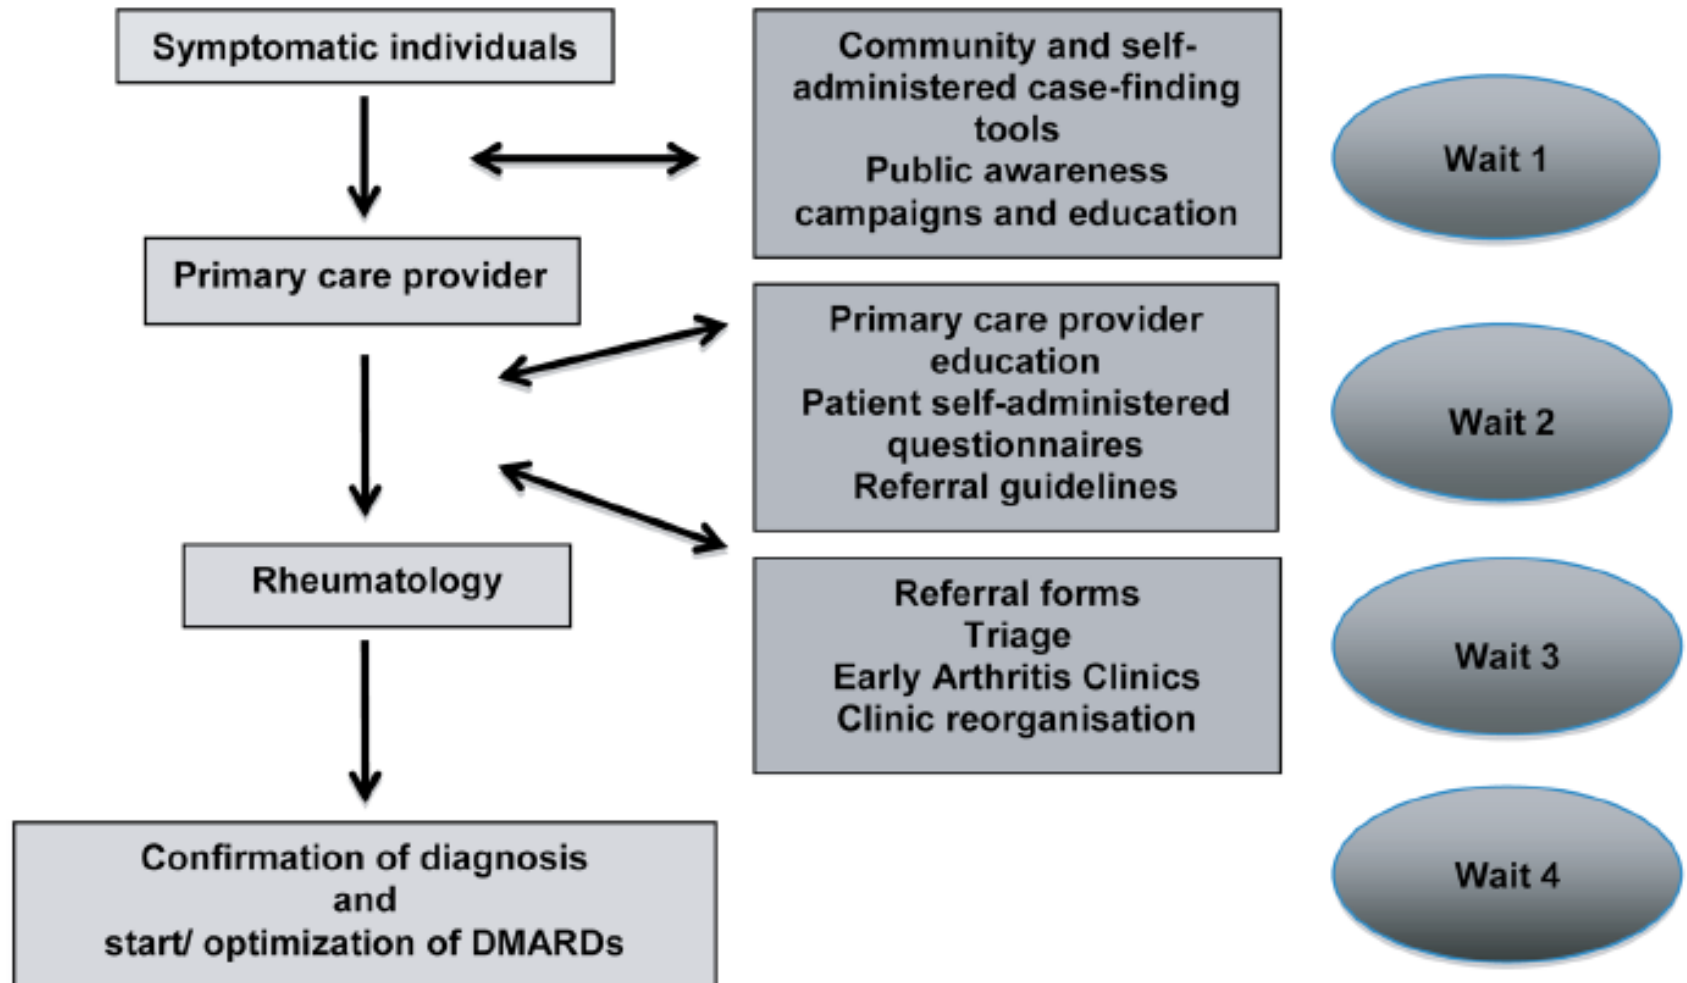 Symptomatic individuals
Primary care provider
Rheumatology
Confirmation of diagnosis
and
start/ optimization of DMARDs
Community and self-
administered case-finding
tools
Public awareness
campaigns and education
Primary care provider
education
Patient self-administered
questionnaires
Referral guidelines
Referral forms
Triage
Early Arthritis Clinics
Clinic reorganisation
Wait 1
Wait 2
Wait 3
Wait 4